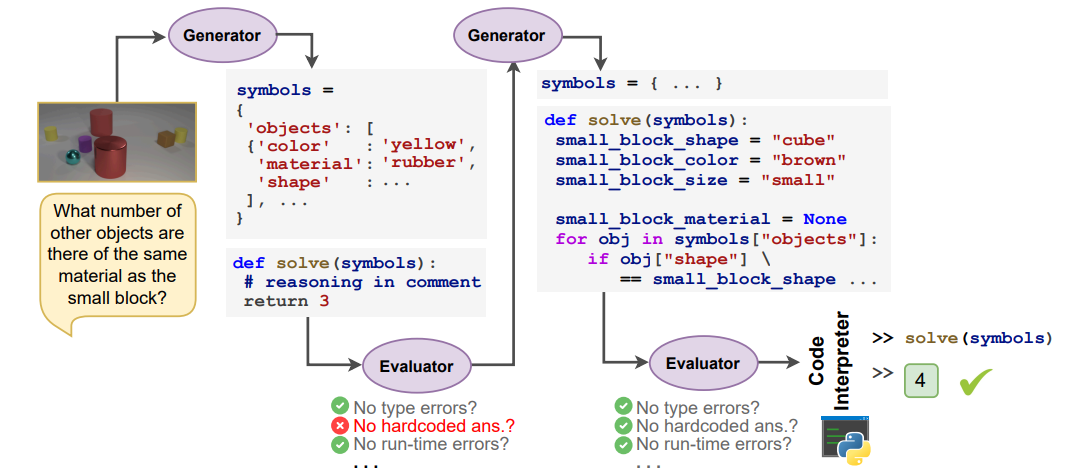 Generator
What number of
other objects are
there of the same
material as the
small block?
symbols =
{
'objects': [
{'color' : 'yellow',
'material': 'rubber',
'shape' : ...
], ...
}
def solve(symbols):
# reasoning in comment
return 3
Evaluator
No type errors?
No hardcoded ans.?
No run-time errors?
...
Generator
symbols = { ... }
def solve(symbols):
small_block_shape = "cube"
small_block_color = "brown"
small_block_size = "small"
small_block_material = None
for obj in symbols["objects"]:
if obj["shape"] \
== small_block_shape ...
Evaluator
No type errors?
No hardcoded ans.?
No run-time errors?
...
Code
Interpreter
>> solve(symbols)
>> 4